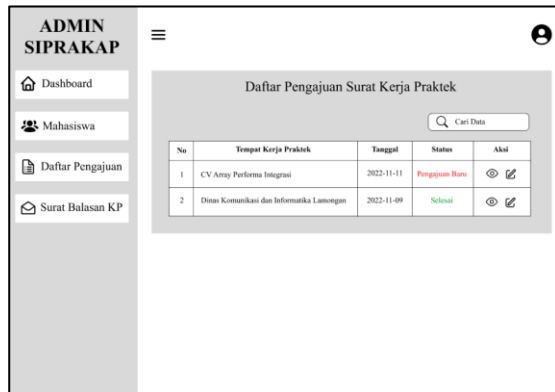 ADMIN
SIPRAKAP
Dashboard
Mahasiswa
Daftar Pengajuan
Surat Balasan KP
Daftar Pengajuan Surat Kerja Praktek
Cari Data
No Tempat Kerja Praktek Tanggal Status Aksi
1 CV Array Performa Integrasi 2022-11-11 Pengajuan Baru
2 Dinas Komunikasi dan Informatika Lamongan 2022-11-09 Selesai